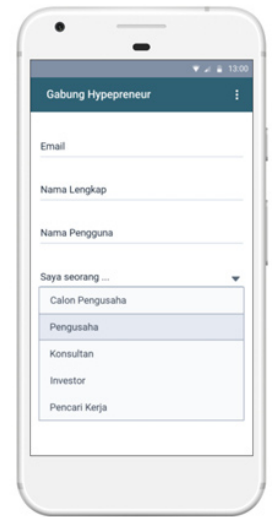 13:00
Gabung Hypepreneur
Email
Nama Lengkap
Nama Pengguna
Saya seorang ...
Calon Pengusaha
Pengusaha
Konsultan
Investor
Pencari Kerja